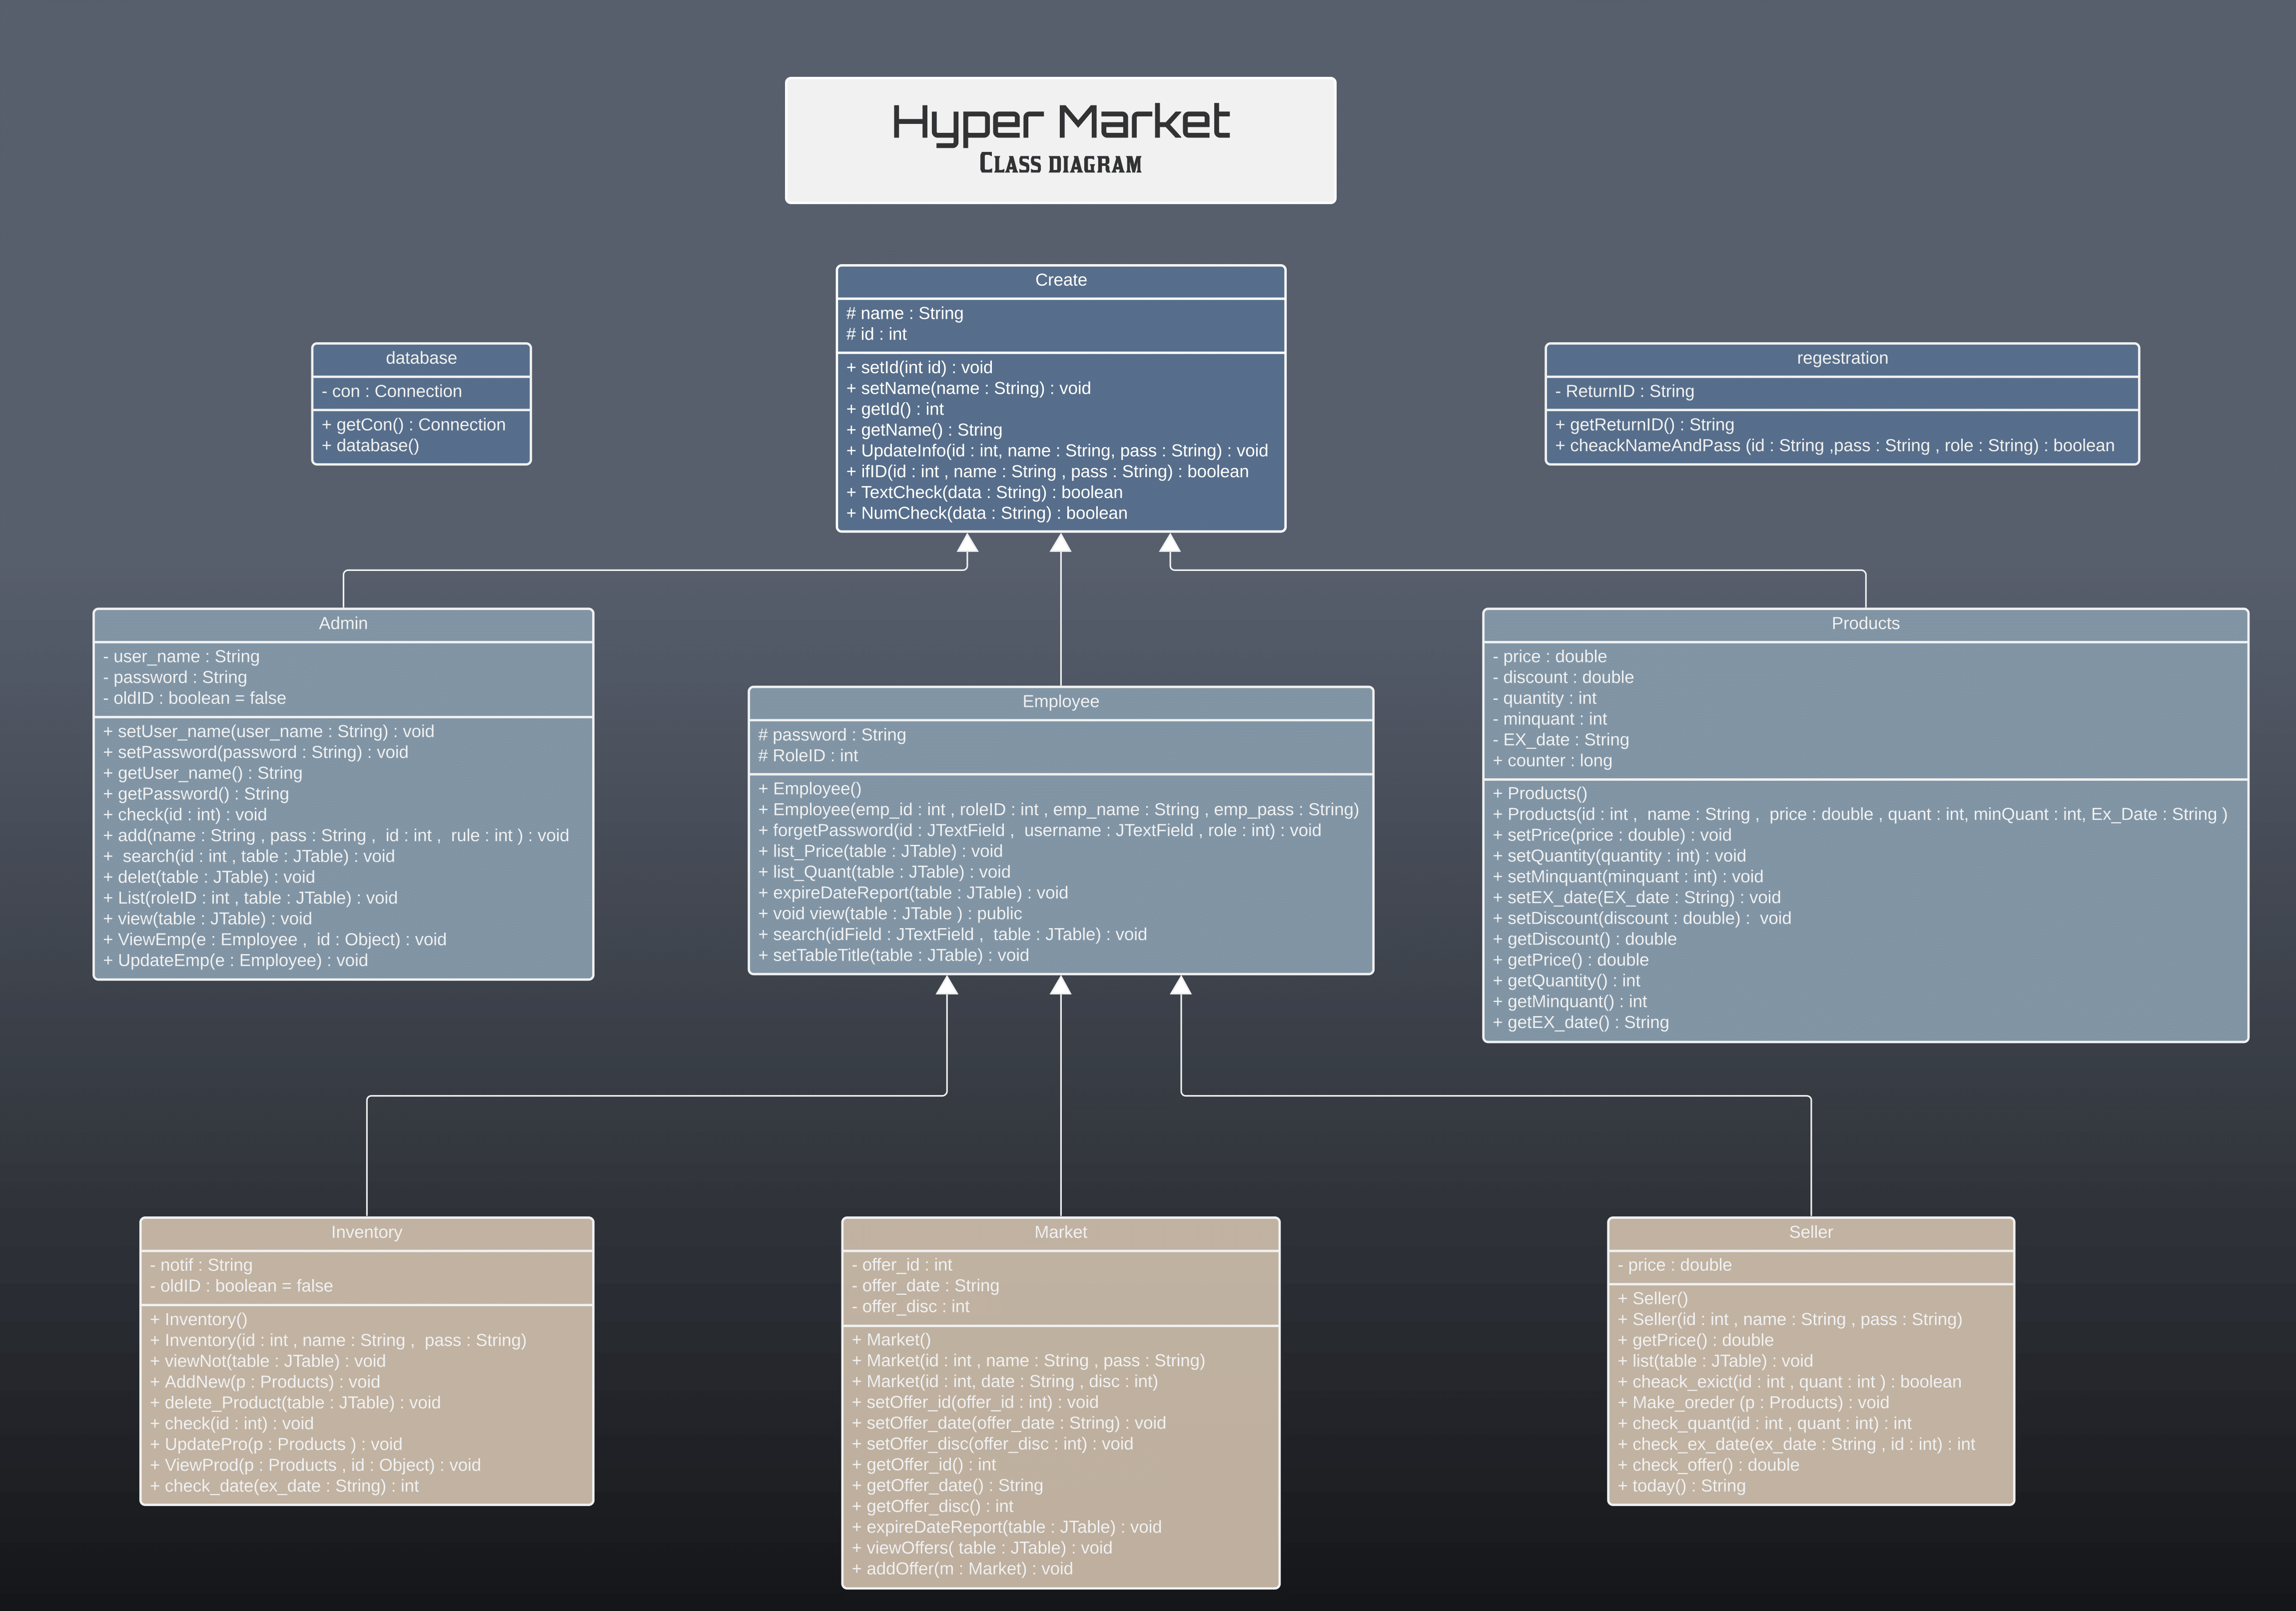 Hyper Market
Class diagram
Create
# name : String
# id : int
+ setId(int id) : void
+ setName(name : String) : void
+ getId() : int
+ getName() : String
+ UpdateInfo(id : int, name : String, pass : String) : void
+ ifID(id : int , name : String , pass : String) : boolean
+ TextCheck(data : String) : boolean
+ NumCheck(data : String) : boolean
database
- con : Connection
+ getCon() : Connection
+ database()
regestration
- ReturnID : String
+ getReturnID() : String
+ cheackNameAndPass (id : String ,pass : String , role : String) : boolean
Admin
- user_name : String
- password : String
- oldID : boolean = false
+ setUser_name(user_name : String) : void
+ setPassword(password : String) : void
+ getUser_name() : String
+ getPassword() : String
+ check(id : int) : void
+ add(name : String , pass : String ,  id : int ,  rule : int ) : void
+  search(id : int , table : JTable) : void
+ delet(table : JTable) : void
+ List(roleID : int , table : JTable) : void
+ view(table : JTable) : void
+ ViewEmp(e : Employee ,  id : Object) : void
+ UpdateEmp(e : Employee) : void
Employee
# password : String
# RoleID : int
+ Employee()
+ Employee(emp_id : int , roleID : int , emp_name : String , emp_pass : String)
+ forgetPassword(id : JTextField ,  username : JTextField , role : int) : void
+ list_Price(table : JTable) : void
+ list_Quant(table : JTable) : void
+ expireDateReport(table : JTable) : void
+ void view(table : JTable ) : public
+ search(idField : JTextField ,  table : JTable) : void
+ setTableTitle(table : JTable) : void
Products
- price : double
- discount : double
- quantity : int
- minquant : int
- EX_date : String
+ counter : long
+ Products()
+ Products(id : int ,  name : String ,  price : double , quant : int, minQuant : int, Ex_Date : String )
+ setPrice(price : double) : void
+ setQuantity(quantity : int) : void
+ setMinquant(minquant : int) : void
+ setEX_date(EX_date : String) : void
+ setDiscount(discount : double) :  void
+ getDiscount() : double
+ getPrice() : double
+ getQuantity() : int
+ getMinquant() : int
+ getEX_date() : String
Inventory
- notif : String
- oldID : boolean = false
+ Inventory()
+ Inventory(id : int , name : String ,  pass : String)
+ viewNot(table : JTable) : void
+ AddNew(p : Products) : void
+ delete_Product(table : JTable) : void
+ check(id : int) : void
+ UpdatePro(p : Products ) : void
+ ViewProd(p : Products , id : Object) : void
+ check_date(ex_date : String) : int
Market
- offer_id : int
- offer_date : String
- offer_disc : int
+ Market()
+ Market(id : int , name : String , pass : String)
+ Market(id : int, date : String , disc : int)
+ setOffer_id(offer_id : int) : void
+ setOffer_date(offer_date : String) : void
+ setOffer_disc(offer_disc : int) : void
+ getOffer_id() : int
+ getOffer_date() : String
+ getOffer_disc() : int
+ expireDateReport(table : JTable) : void
+ viewOffers( table : JTable) : void
+ addOffer(m : Market) : void
Seller
- price : double
+ Seller()
+ Seller(id : int , name : String , pass : String)
+ getPrice() : double
+ list(table : JTable) : void
+ cheack_exict(id : int , quant : int ) : boolean
+ Make_oreder (p : Products) : void
+ check_quant(id : int , quant : int) : int
+ check_ex_date(ex_date : String , id : int) : int
+ check_offer() : double
+ today() : String